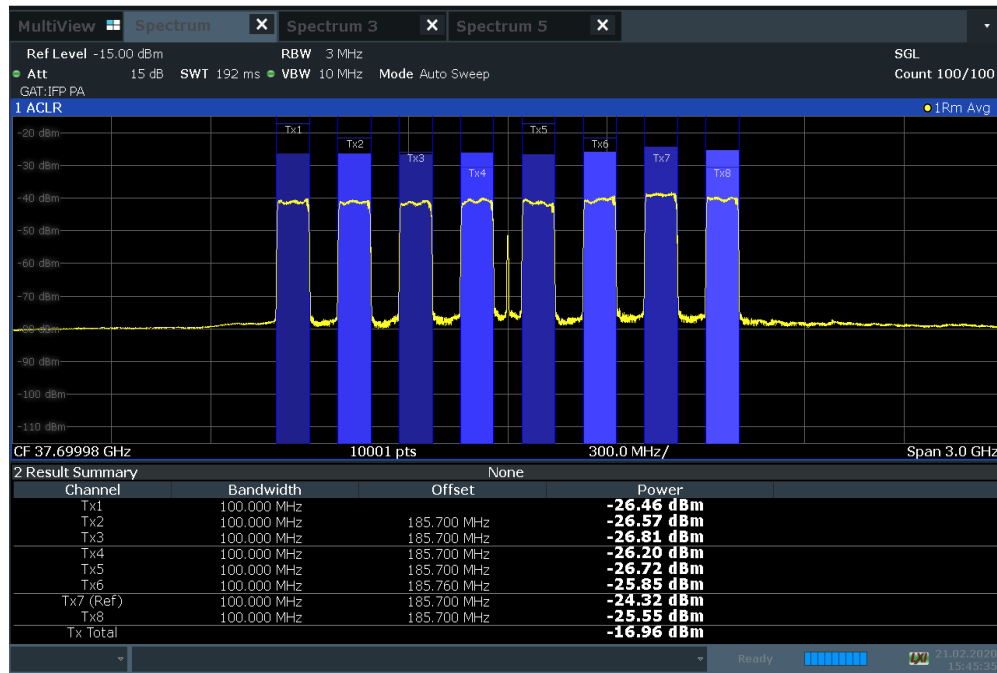 MultiView Spectrum X Spectrum 3 X Spectrum 5 X
Ref Level -15.00 dBm RBW 3 MHz SGL
Att 15 dB SWT 192 ms VBW 10 MHz Mode Auto Sweep Count 100/100
GAT:IFP PA
1 ACLR 1Rm Avg
-20 dBm
Tx1 Tx5
Tx2 Tx6
Tx3 Tx7
-30 dBm
Tx4 Tx8
-40 dBm
-50 dBm
-60 dBm
-70 dBm
-80 dBm
-90 dBm
-100 dBm
-110 dBm
CF 37.69998 GHz 10001 pts 300.0 MHz/ Span 3.0 GHz
2 Result Summary None
Channel Bandwidth Offset Power
Tx1 100.000 MHz -26.46 dBm
Tx2 100.000 MHz 185.700 MHz -26.57 dBm
Tx3 100.000 MHz 185.700 MHz -26.81 dBm
Tx4 100.000 MHz 185.700 MHz -26.20 dBm
Tx5 100.000 MHz 185.700 MHz -26.72 dBm
Tx6 100.000 MHz 185.760 MHz -25.85 dBm
Tx7 (Ref) 100.000 MHz 185.700 MHz -24.32 dBm
Tx8 100.000 MHz 185.700 MHz -25.55 dBm
Tx Total -16.96 dBm
Ready LXI 21.02.2020
15:45:35